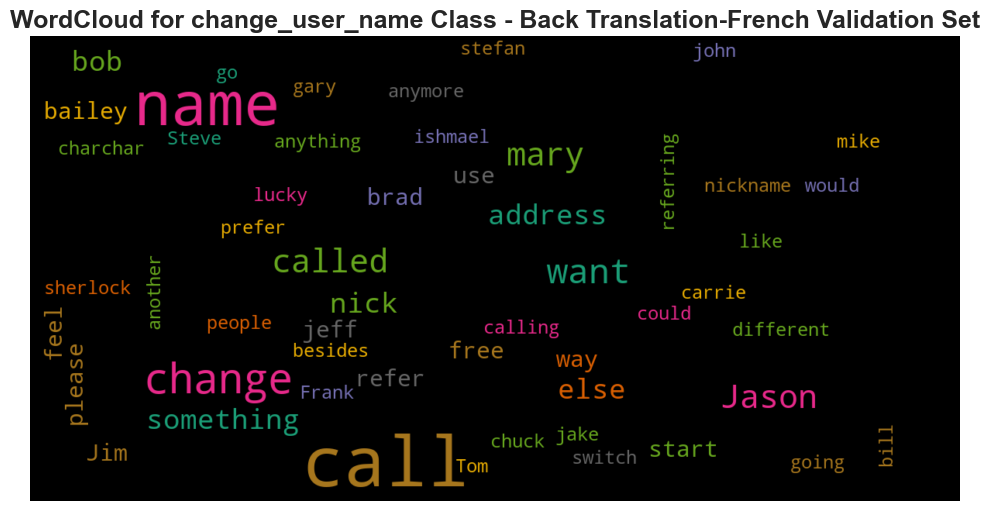 WordCloud for change_user_name Class - Back Translation-French Validation Set
stefan
john
bob
go
gary
anymore
name
bailey
charchar
Steve
anything
ishmael
mary
referring
mike
use
nickname
would
lucky
brad
address
prefer
like
called
want
another
sherlock
nick
carrie
could
feel
people
jeff
calling
different
besides
free
way
please
change
Frank
refer
else
Jason
something
call
chuck
jake
start
bill
Jim
Tom
switch
going